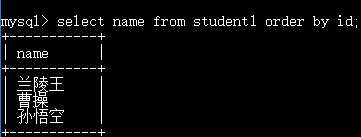 mysql> select name from student1 order by id;
+-----------+
| name      |
+-----------+
| 兰陵王
| 曹操
| 孙悟空    |
+-----------+